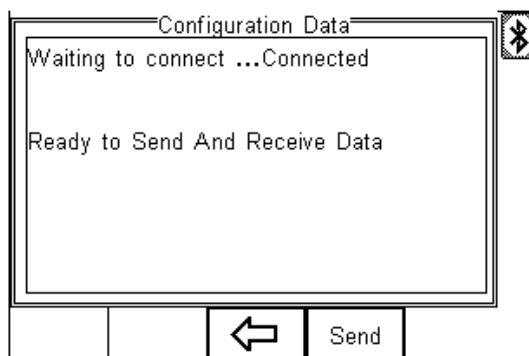 Configuration Data
Waiting to connect ...Connected
Ready to Send And Receive Data
Send